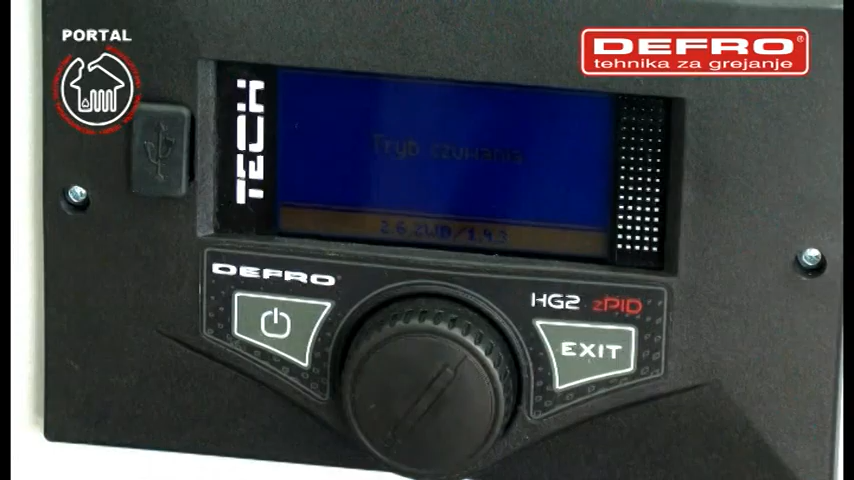 PORTAL
DEFRO®
tehnika za grejanje
TECH
Tryb czuwania
DEFRO®
HG2 zPID
EXIT